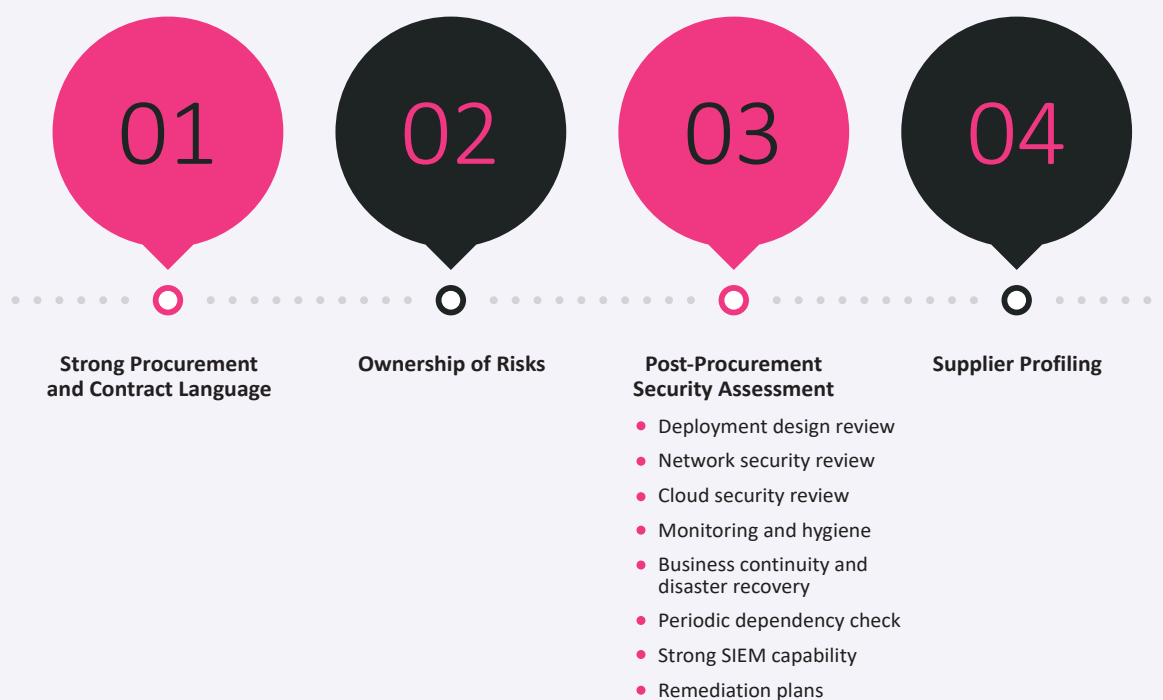 01
02
03
04
Strong Procurement
and Contract Language
Ownership of Risks
Post-Procurement
Security Assessment
Deployment design review
Network security review
Cloud security review
Monitoring and hygiene
Business continuity and
disaster recovery
Periodic dependency check
Strong SIEM capability
Remediation plans
Supplier Profiling